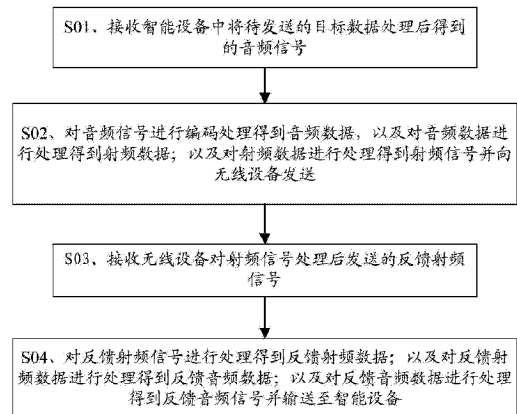 S01、接收智能设备中将待发送的目标数据处理后得到
的音频信号
S02、对音频信号进行编码处理得到音频数据，以及对音频数据进
行处理得到射频数据；以及对射频数据进行处理得到射频信号并向
无线设备发送
S03、接收无线设备对射频信号处理后发送的反馈射频
信号
S04、对反馈射频信号进行处理得到反馈射频数据；以及对反馈射
频数据进行处理得到反馈音频数据；以及对反馈音频数据进行处理
得到反馈音频信号并输送至智能设备